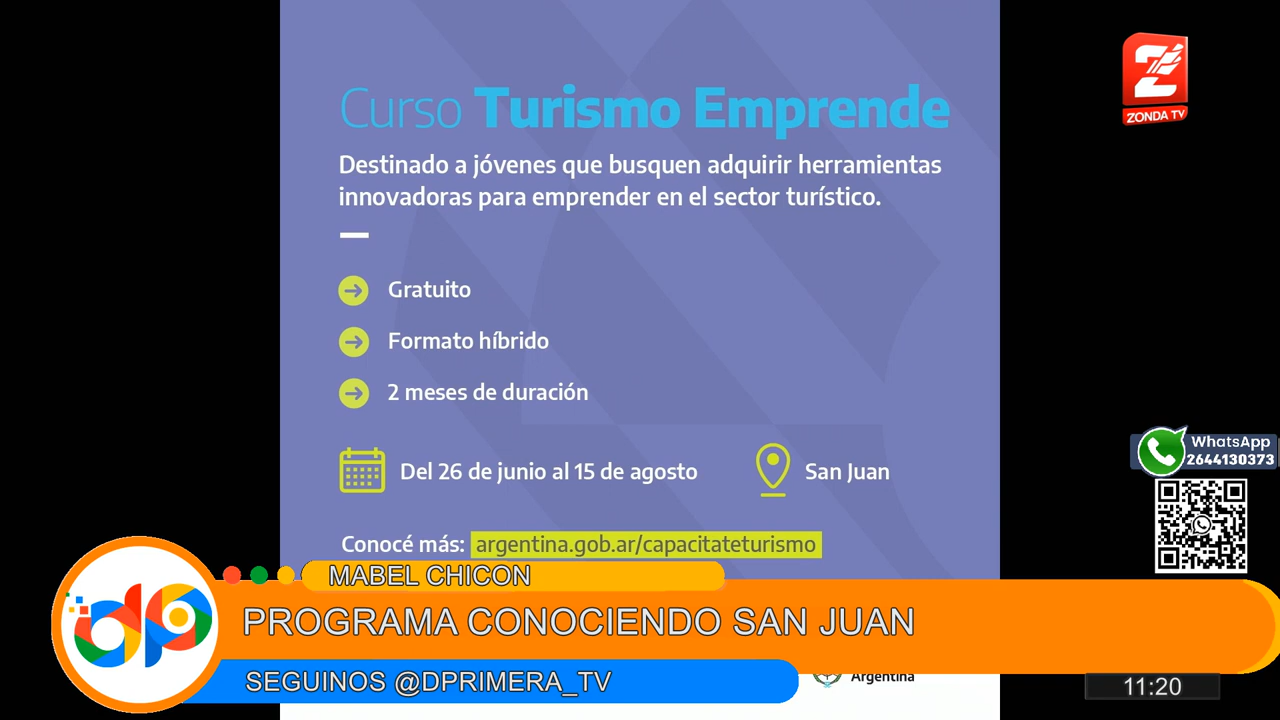 Curso Turismo Emprende
Destinado a jóvenes que busquen adquirir herramientas
innovadoras para emprender en el sector turístico.
Gratuito
Formato híbrido
2 meses de duración
Del 26 de junio al 15 de agosto
San Juan
Conocé más: argentina.gob.ar/capacitateturismo
Z
ZONDA TV
WhatsApp
2644130373
dp
MABEL CHICON
PROGRAMA CONOCIENDO SAN JUAN
SEGUINOS @DPRIMERA_TV
Argentina
11:20